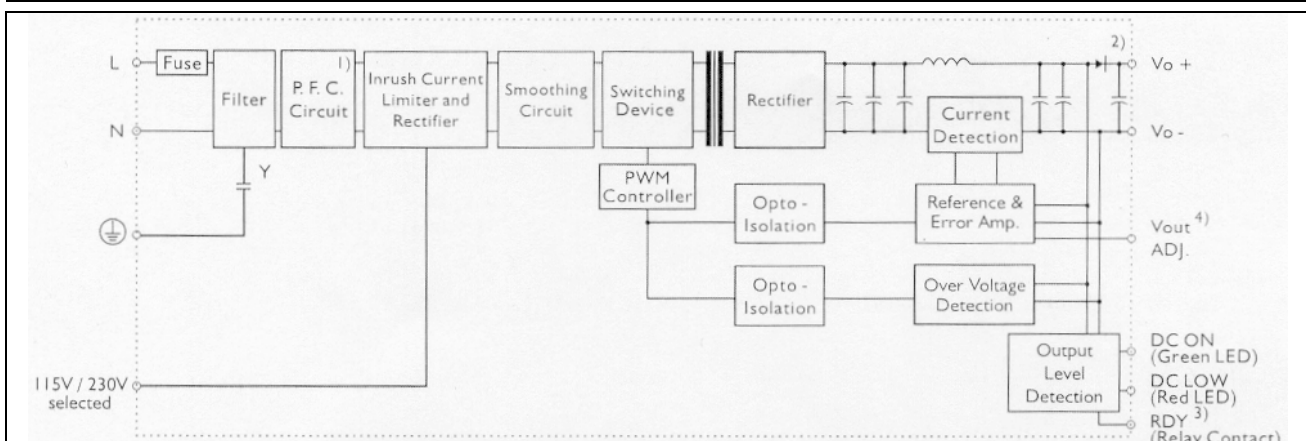 L
Fuse
Filter
1)
P. F. C.
Circuit
Inrush Current
Limiter and
Rectifier
Smoothing
Circuit
Switching
Device
Rectifier
2)
Vo +
N
Current
Detection
Vo -
Y
PWM
Controller
Opto -
Isolation
Reference &
Error Amp.
Vout 4)
ADJ.
Opto -
Isolation
Over Voltage
Detection
115V / 230V
selected
Output
Level
Detection
DC ON
(Green LED)
DC LOW
(Red LED)
RDY 3)
(Relay Contact)